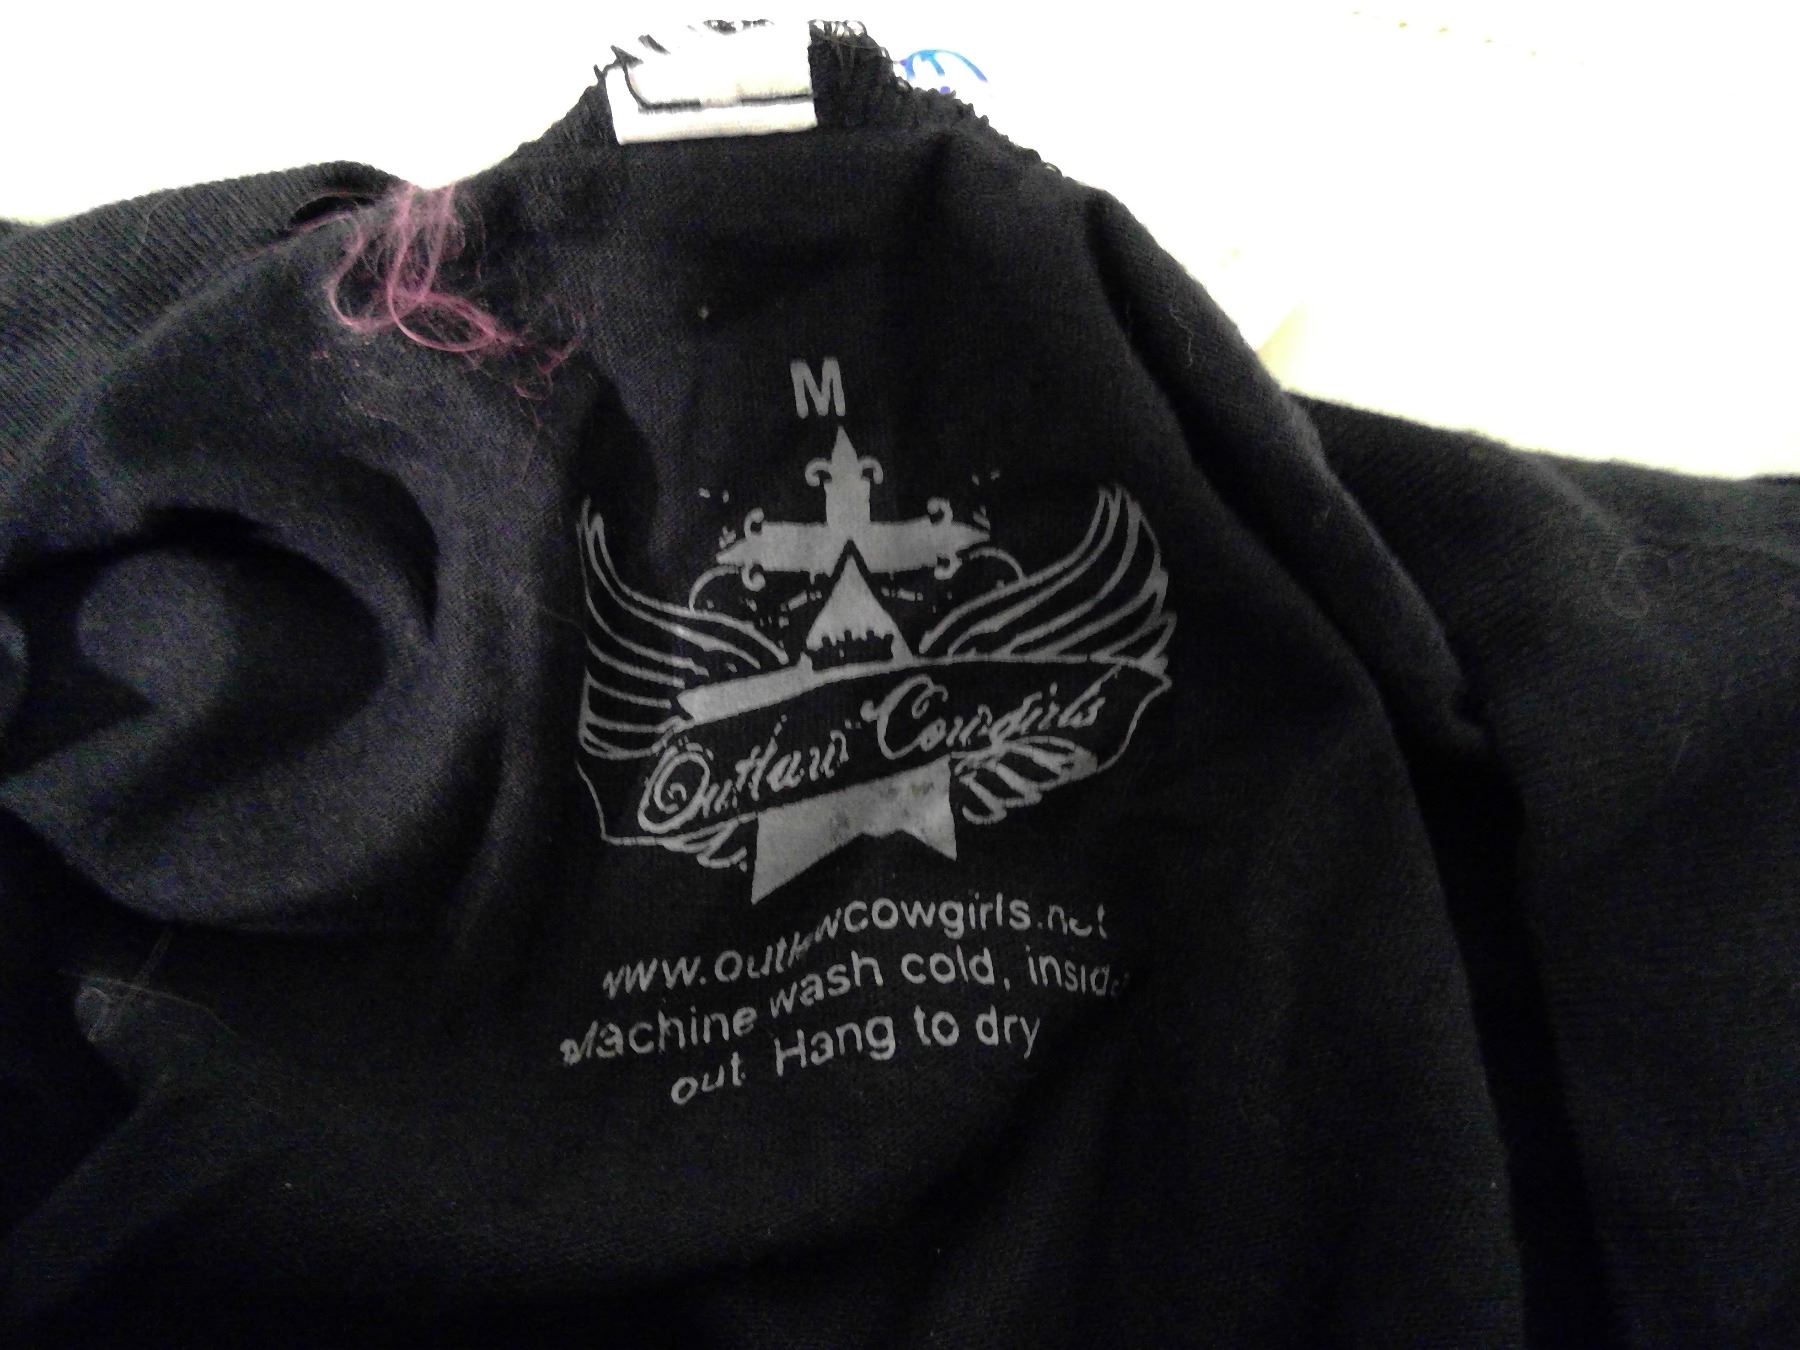 M
Outlaw Cowgirls
www.outlawcowgirls.net
Machine wash cold, inside
out. Hang to dry